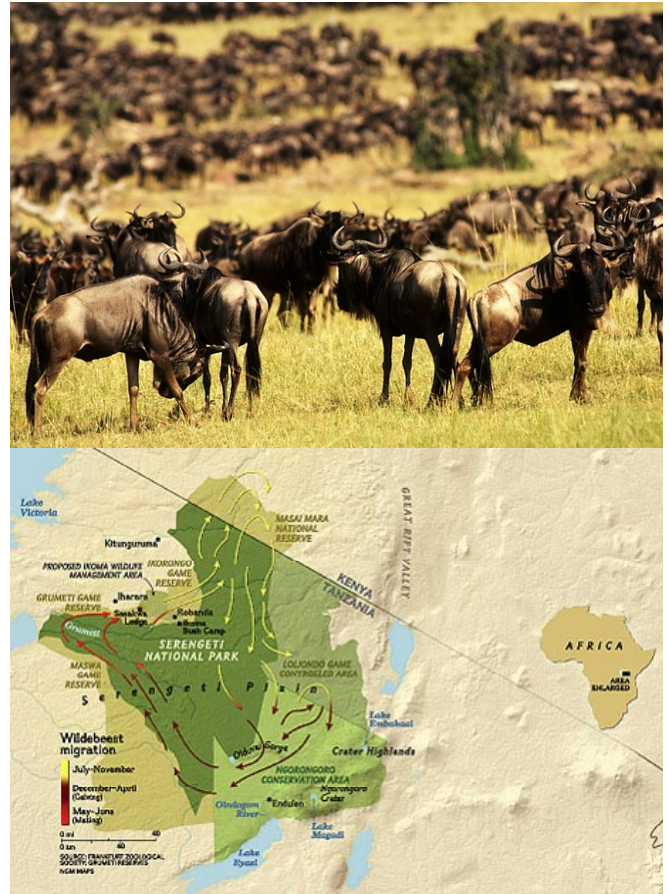 Lake
Victoria
Kitunguruma
PROPOSED IKOMA WILDLIFE
MANAGEMENT AREA
IKORONGO
GAME
RESERVE
MASAI MARA
NATIONAL
RESERVE
GREAT RIFT VALLEY
KENYA
TANZANIA
GRUMETI GAME
RESERVE
Iharara
Sasakwa
Lodge
Robanda
Ikoma
Bush Camp
Grumeti
SERENGETI
NATIONAL PARK
MASWA
GAME
RESERVE
LOLIONDO GAME
CONTROLLED AREA
Serengeti Plain
AFRICA
AREA
ENLARGED
Lake
Embakaai
Crater Highlands
Olduvai Gorge
NGORONGORO
CONSERVATION AREA
Ngorongoro
Crater
Endulen
River
Lake
Magadi
Lake
Eyasi
Wildebeest
migration
July-November
December-April
(Calving)
May-June
(Mating)
0 mi 40
0 km 40
SOURCE: FRANKFURT ZOOLOGICAL
SOCIETY; GRUMETI RESERVES
NGM MAPS